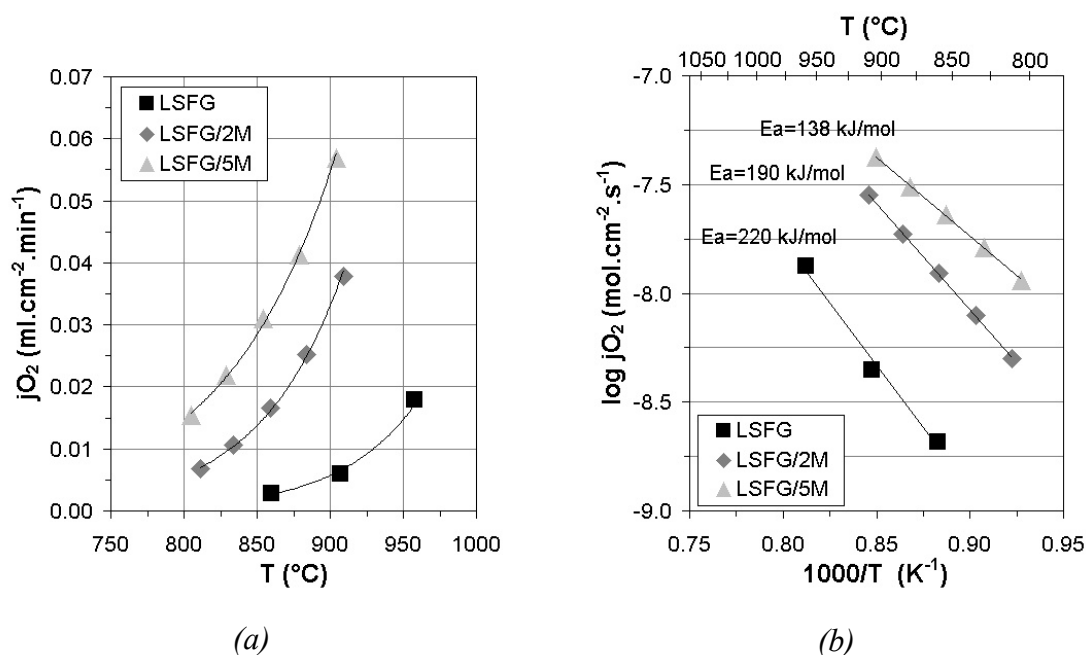 0.07
0.06
0.05
0.04
0.03
0.02
0.01
0.00
jO₂ (ml.cm⁻².min⁻¹)
LSFG
LSFG/2M
LSFG/5M
750 800 850 900 950 1000
T (°C)
(a)
T (°C)
1050 1000 950 900 850 800
-7.0
-7.5
-8.0
-8.5
-9.0
log jO₂ (mol.cm⁻².s⁻¹)
Ea=138 kJ/mol
Ea=190 kJ/mol
Ea=220 kJ/mol
LSFG
LSFG/2M
LSFG/5M
0.75 0.80 0.85 0.90 0.95
1000/T (K⁻¹)
(b)